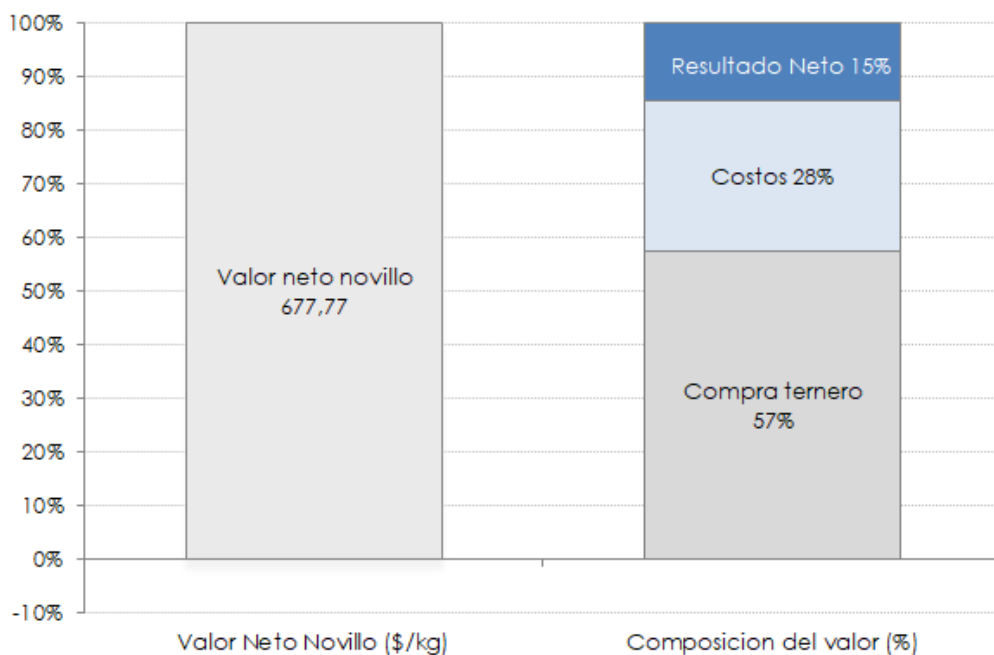 100%
90%
80%
70%
60%
50%
40%
30%
20%
10%
0%
-10%
Valor neto novillo
677,77
Resultado Neto 15%
Costos 28%
Compra ternero
57%
Valor Neto Novillo ($/kg)
Composicion del valor (%)